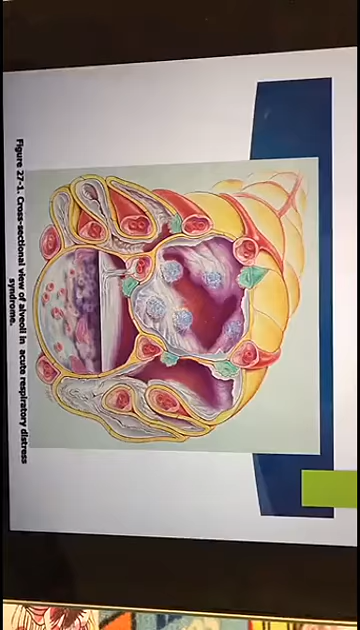 Figure 27-1. Cross-sectional view of alveoli in acute respiratory distress
syndrome.